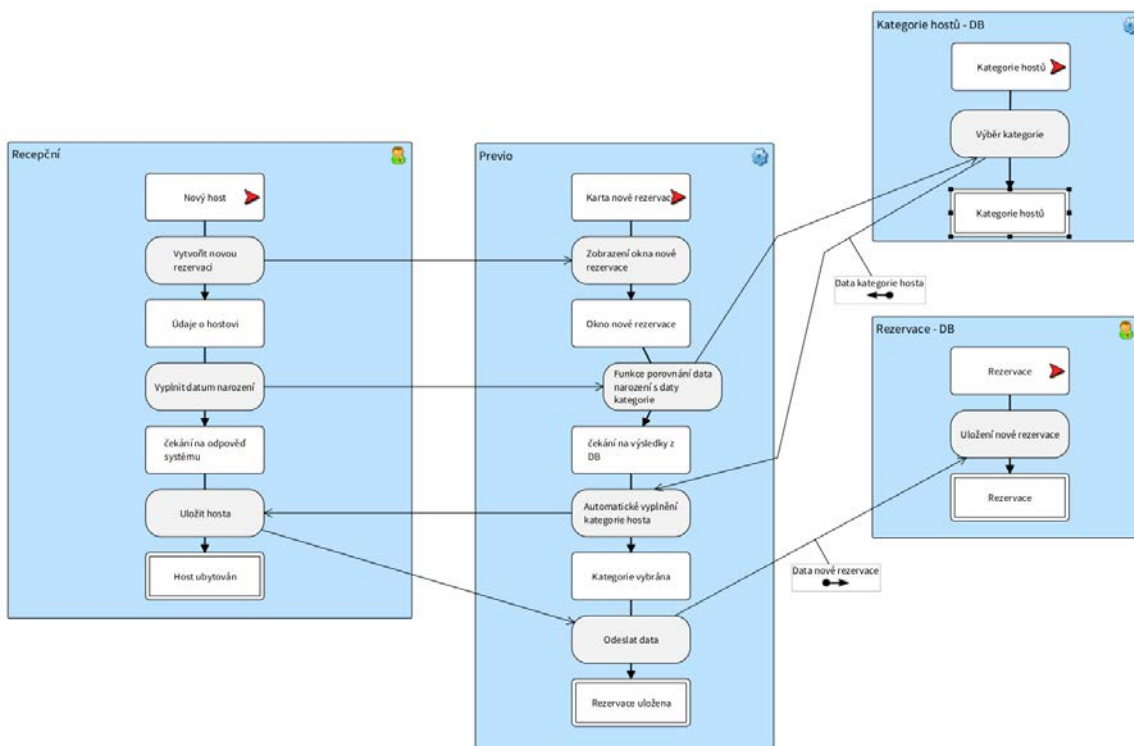 Recepční
Nový host
Vytvořit novou
rezervaci
Údaje o hostovi
Vyplnit datum narození
čekání na odpověď
systému
Uložit hosta
Host ubytován
Previo
Karta nové rezervac
Zobrazení okna nové
rezervace
Okno nové rezervace
Funkce porovnání data
narození s daty
kategorie
čekání na výsledky z
DB
Automatické vyplnění
kategorie hosta
Kategorie vybrána
Odeslat data
Rezervace uložena
Kategorie hostů - DB
Kategorie hostů
Výběr kategorie
Kategorie hostů
Data kategorie hosta
Rezervace - DB
Rezervace
Uložení nové rezervace
Rezervace
Data nové rezervace